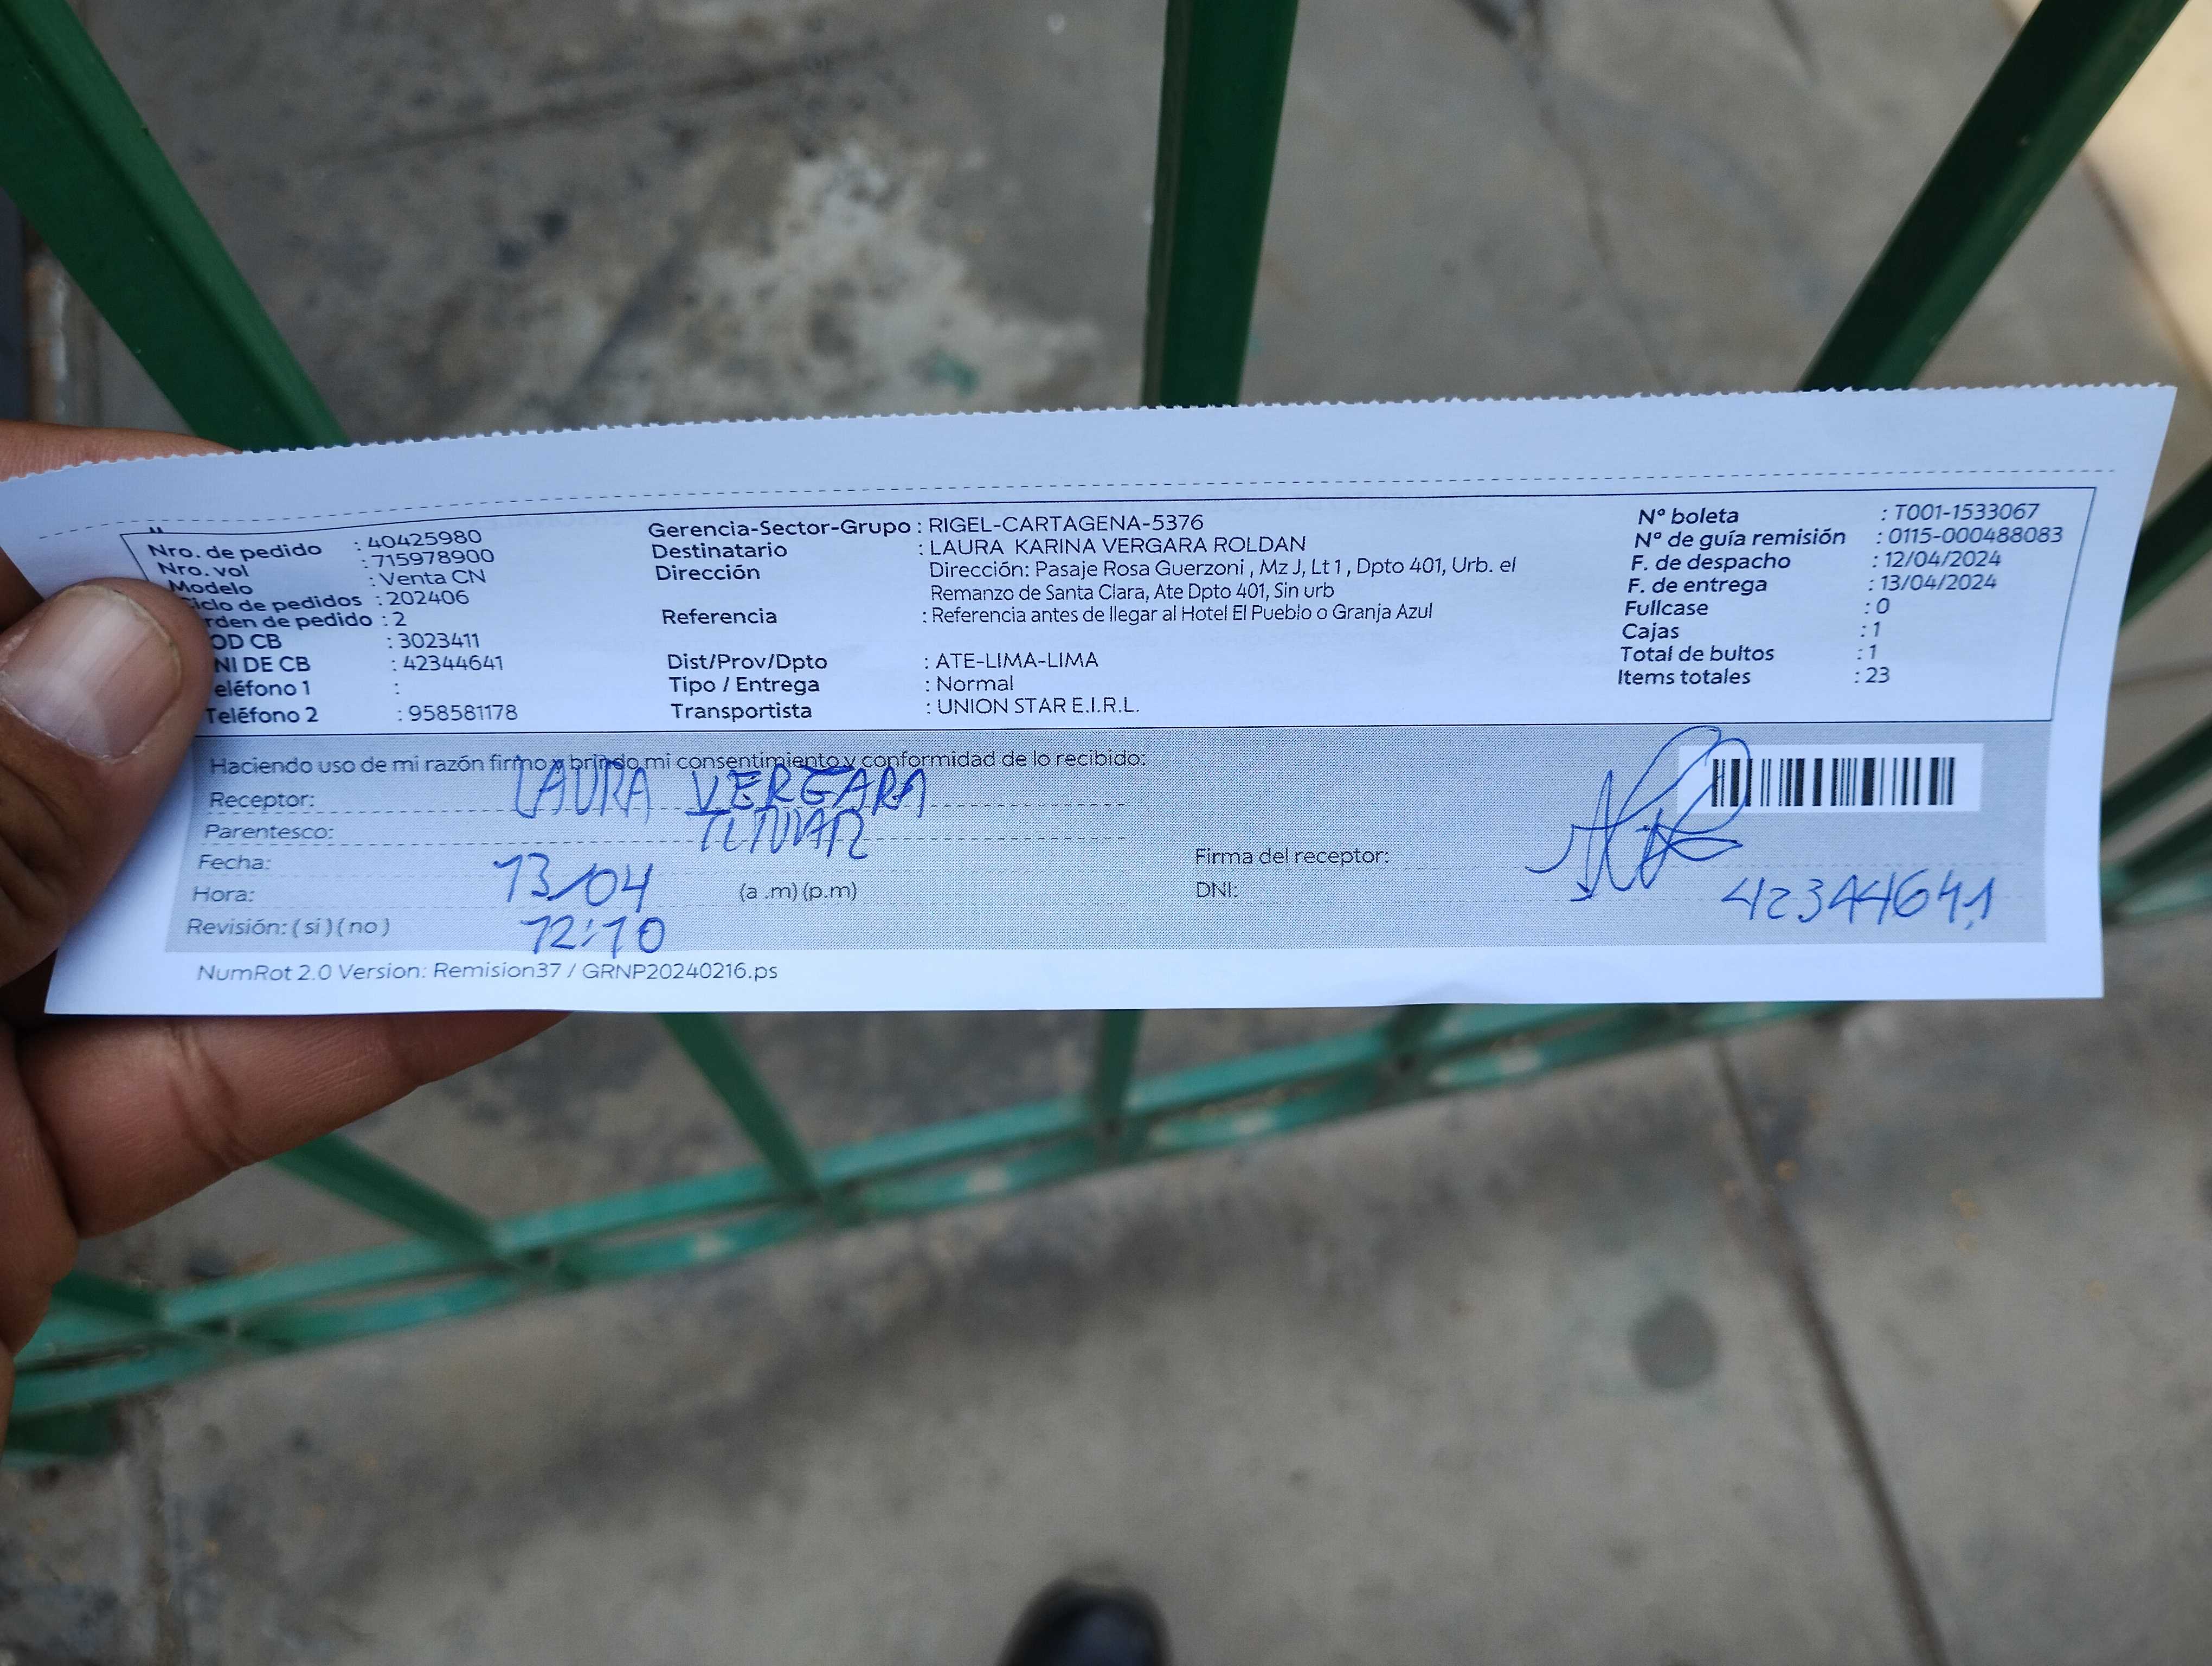 Nro. de pedido : 40425980
Nro. vol : 715978900
Modelo : Venta CN
iclo de pedidos : 202406
rden de pedido : 2
OD CB : 3023411
NI DE CB : 42344641
eléfono 1 :
Teléfono 2 : 958581178
Gerencia-Sector-Grupo : RIGEL-CARTAGENA-5376
Destinatario : LAURA KARINA VERGARA ROLDAN
Dirección Dirección: Pasaje Rosa Guerzoni , Mz J, Lt 1 , Dpto 401, Urb. el
Remanzo de Santa Clara, Ate Dpto 401, Sin urb
Referencia : Referencia antes de llegar al Hotel El Pueblo o Granja Azul
Dist/Prov/Dpto : ATE-LIMA-LIMA
Tipo / Entrega : Normal
Transportista : UNION STAR E.I.R.L.
Nº boleta : T001-1533067
Nº de guía remisión : 0115-000488083
F. de despacho : 12/04/2024
F. de entrega : 13/04/2024
Fullcase : 0
Cajas : 1
Total de bultos : 1
Items totales : 23
Haciendo uso de mi razón firmo y brindo mi consentimiento y conformidad de lo recibido:
Receptor: LAURA VERGARA
Parentesco: TITULAR
Fecha: 13/04
Hora: (a .m) (p.m)
12:10
Revisión: ( si ) ( no )
Firma del receptor:
DNI: 42344641
NumRot 2.0 Version: Remision37 / GRNP20240216.ps